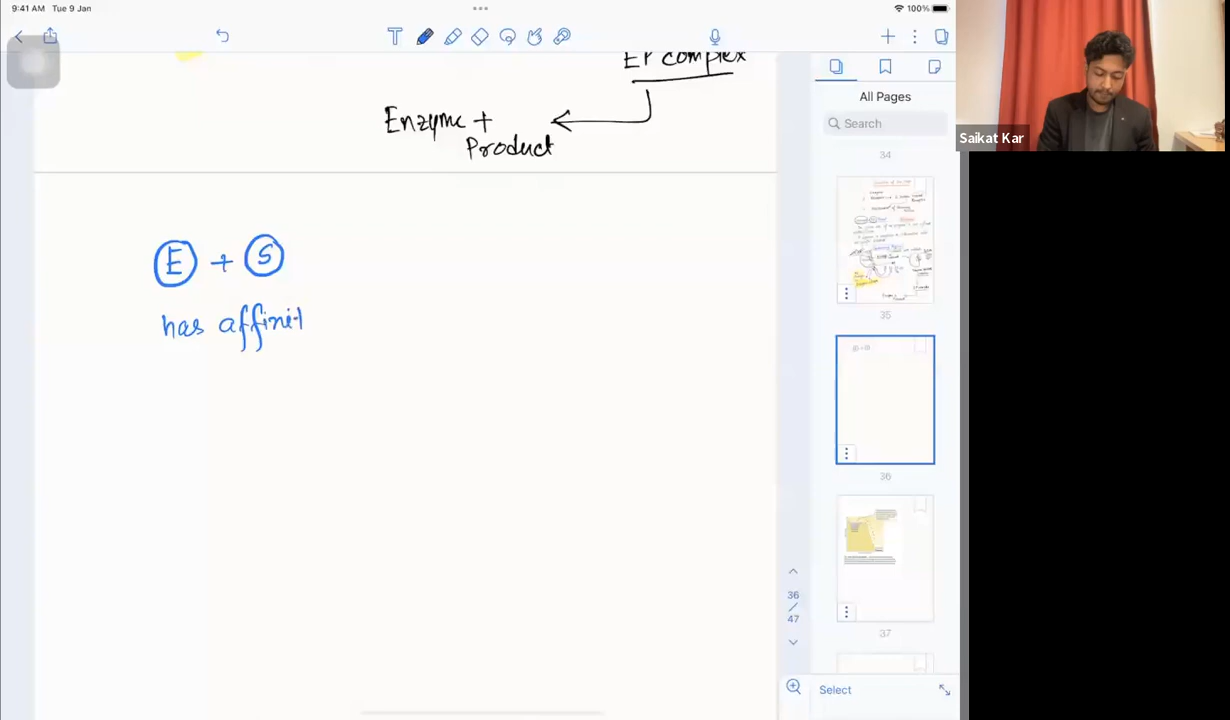 9:41 AM Tue 9 Jan
100%
EP complex
Enzyme +
Product
E + S
has affinit
All Pages
Search
34
35
36
37
36
/
47
Select
Saikat Kar